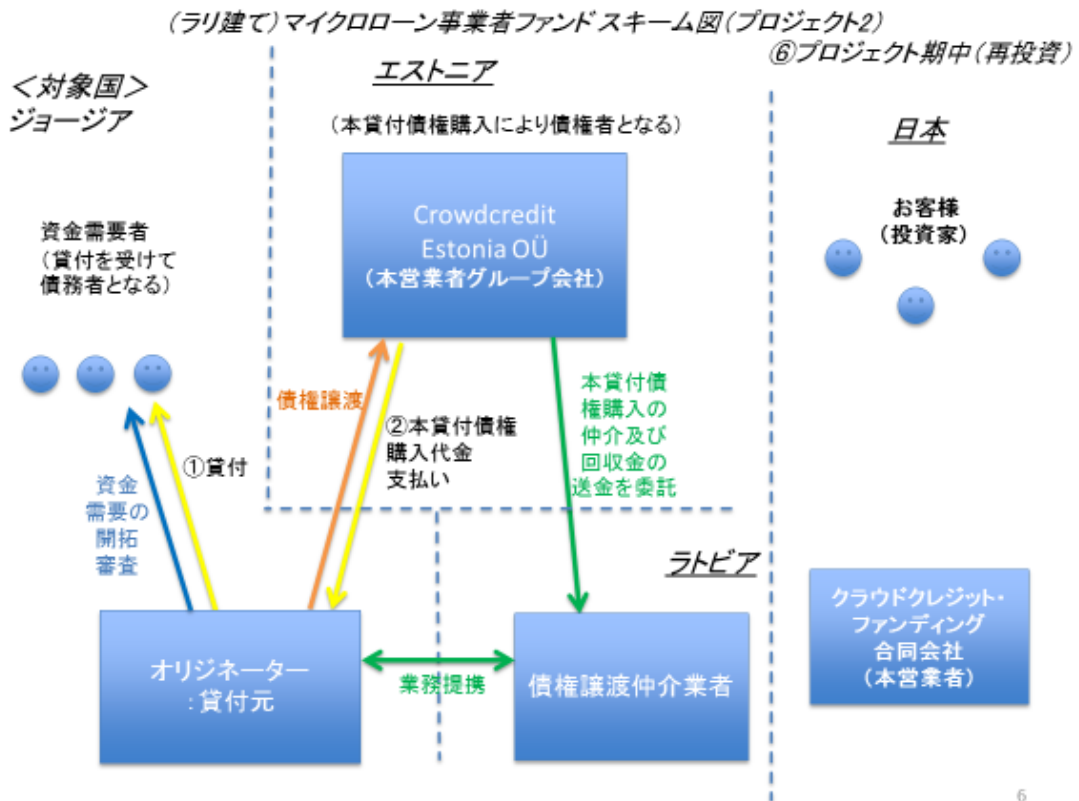 (ラリ建て)マイクロローン事業者ファンド スキーム図(プロジェクト2)
⑥プロジェクト期中(再投資)
<対象国>
ジョージア
エストニア
日本
(本貸付債権購入により債権者となる)
Crowdcredit
Estonia OÜ
(本営業者グループ会社)
お客様
(投資家)
資金需要者
(貸付を受けて
債務者となる)
債権譲渡
②本貸付債権
購入代金
支払い
本貸付債
権購入の
仲介及び
回収金の
送金を委託
①貸付
資金
需要の
開拓
審査
ラトビア
オリジネーター
:貸付元
業務提携
債権譲渡仲介業者
クラウドクレジット・
ファンディング
合同会社
(本営業者)
6